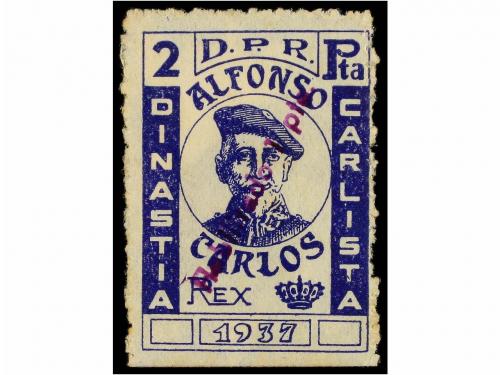 2 D.P.R. Pta
ALFONSO
CARLOS
REX
DINASTIA
CARLISTA
1937